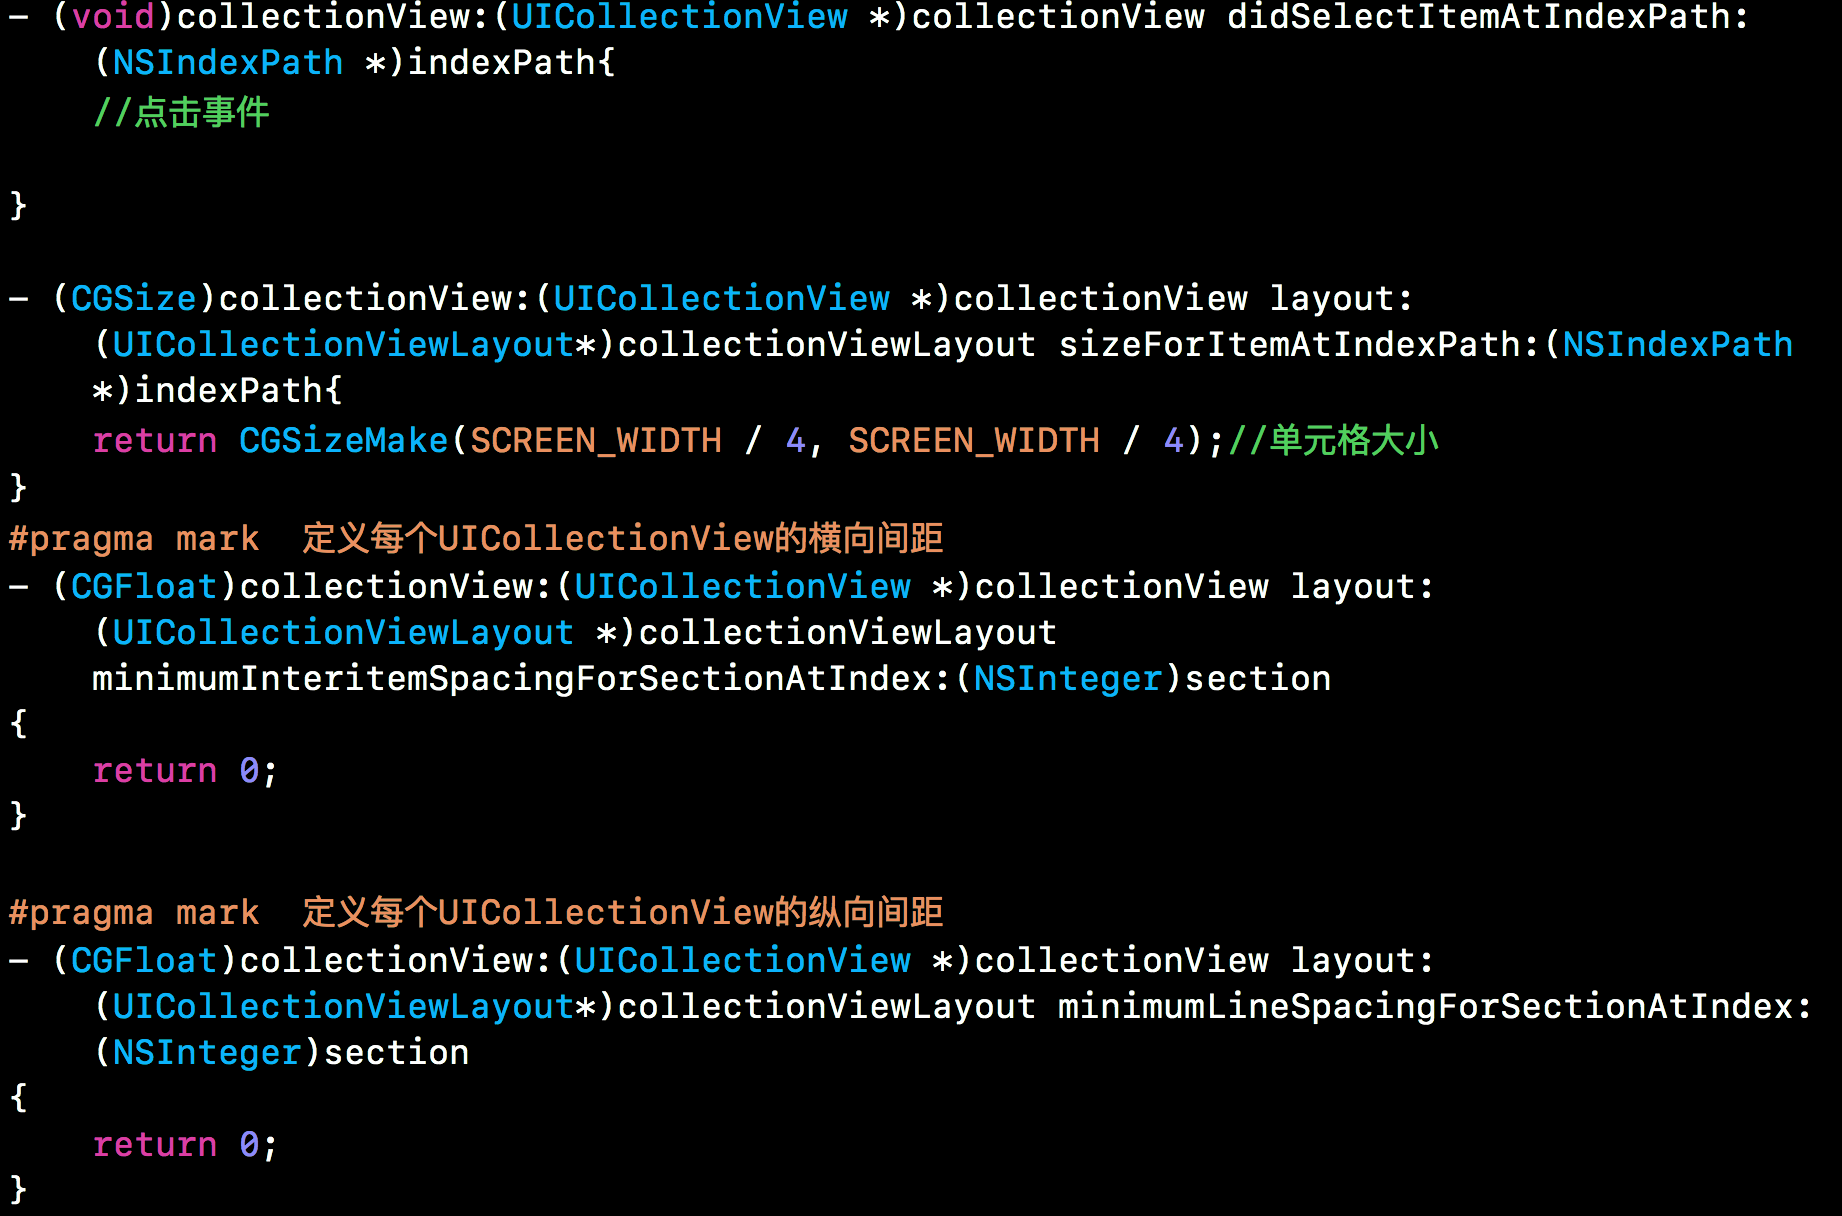 - (void)collectionView:(UICollectionView *)collectionView didSelectItemAtIndexPath:
(NSIndexPath *)indexPath{
//点击事件
}
- (CGSize)collectionView:(UICollectionView *)collectionView layout:
(UICollectionViewLayout*)collectionViewLayout sizeForItemAtIndexPath:(NSIndexPath
*)indexPath{
return CGSizeMake(SCREEN_WIDTH / 4, SCREEN_WIDTH / 4);//单元格大小
}
#pragma mark  定义每个UICollectionView的横向间距
- (CGFloat)collectionView:(UICollectionView *)collectionView layout:
(UICollectionViewLayout *)collectionViewLayout
minimumInteritemSpacingForSectionAtIndex:(NSInteger)section
{
return 0;
}
#pragma mark  定义每个UICollectionView的纵向间距
- (CGFloat)collectionView:(UICollectionView *)collectionView layout:
(UICollectionViewLayout*)collectionViewLayout minimumLineSpacingForSectionAtIndex:
(NSInteger)section
{
return 0;
}